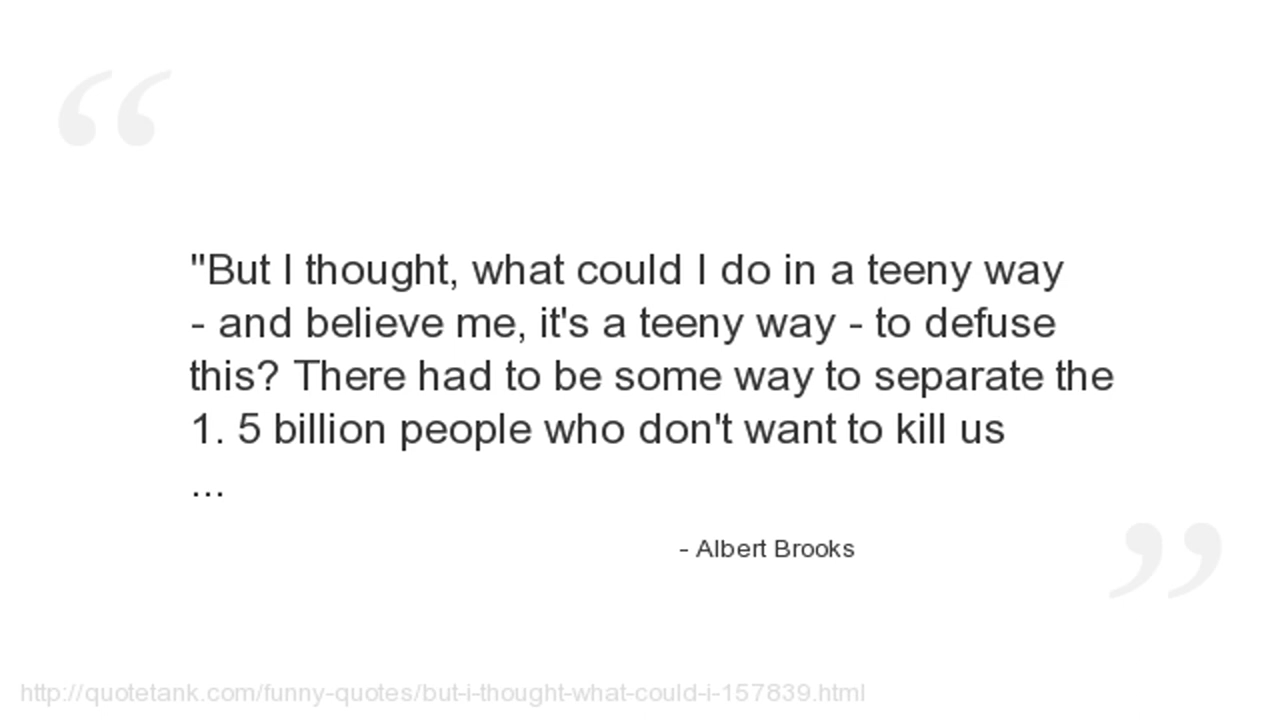 "But I thought, what could I do in a teeny way
- and believe me, it's a teeny way - to defuse
this? There had to be some way to separate the
1. 5 billion people who don't want to kill us
...
- Albert Brooks
http://quotetank.com/funny-quotes/but-i-thought-what-could-i-157839.html